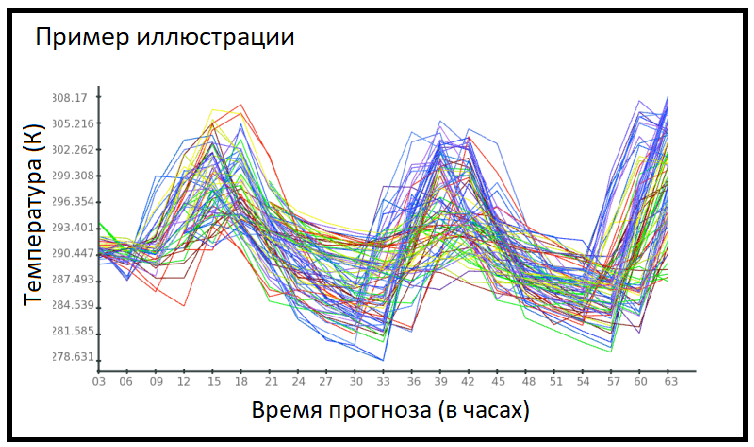 Пример иллюстрации
Температура (К)
308.17
305.216
302.262
299.308
296.354
293.401
290.447
287.493
284.539
281.585
278.631
03 06 09 12 15 18 21 24 27 30 33 36 39 42 45 48 51 54 57 60 63
Время прогноза (в часах)